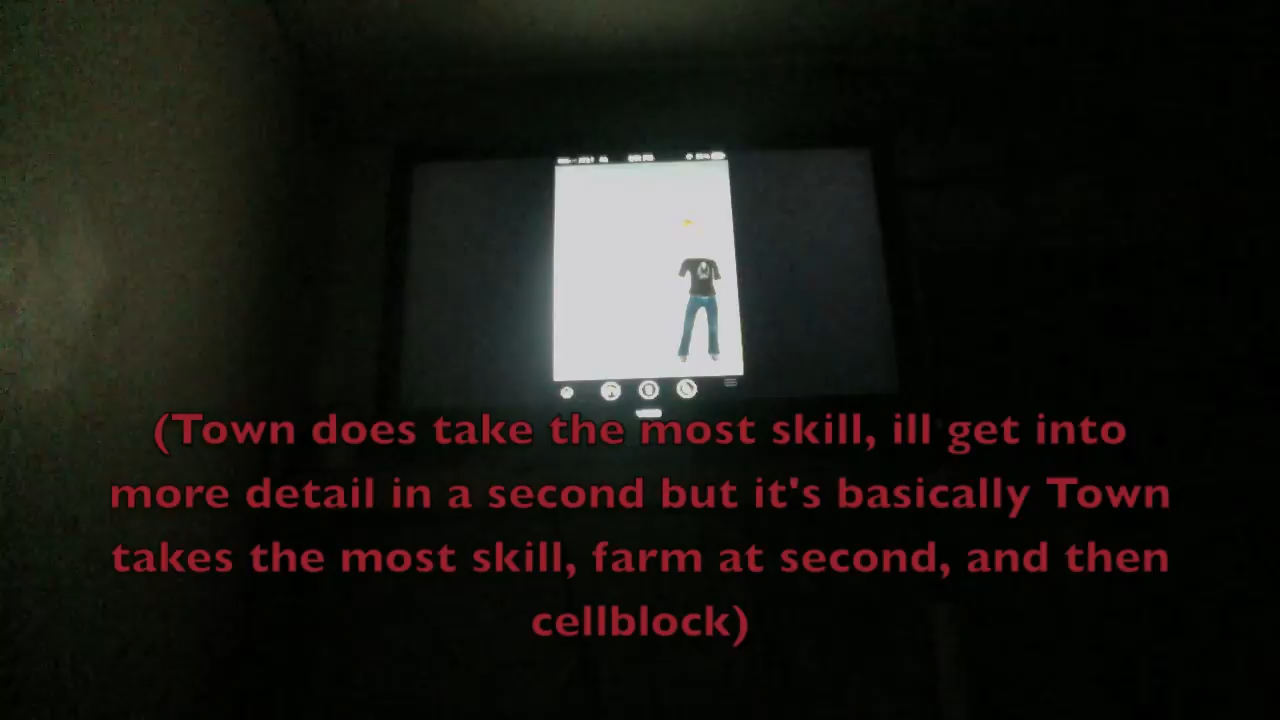 (Town does take the most skill, ill get into
more detail in a second but it's basically Town
takes the most skill, farm at second, and then
cellblock)